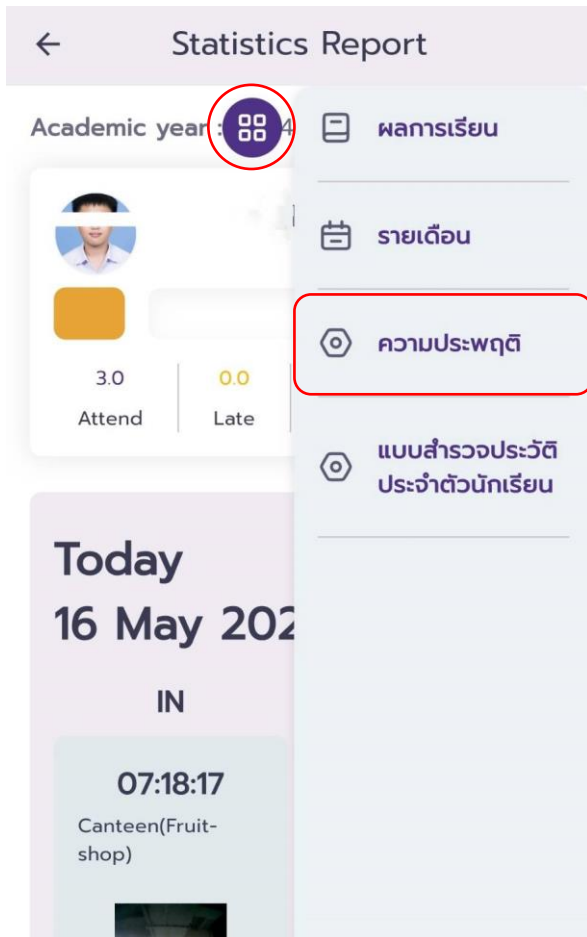 Statistics Report
Academic year : 4
ผลการเรียน
รายเดือน
ความประพฤติ
3.0
0.0
Attend
Late
แบบสำรวจประวัติ
ประจำตัวนักเรียน
Today
16 May 202
IN
07:18:17
Canteen(Fruit-
shop)